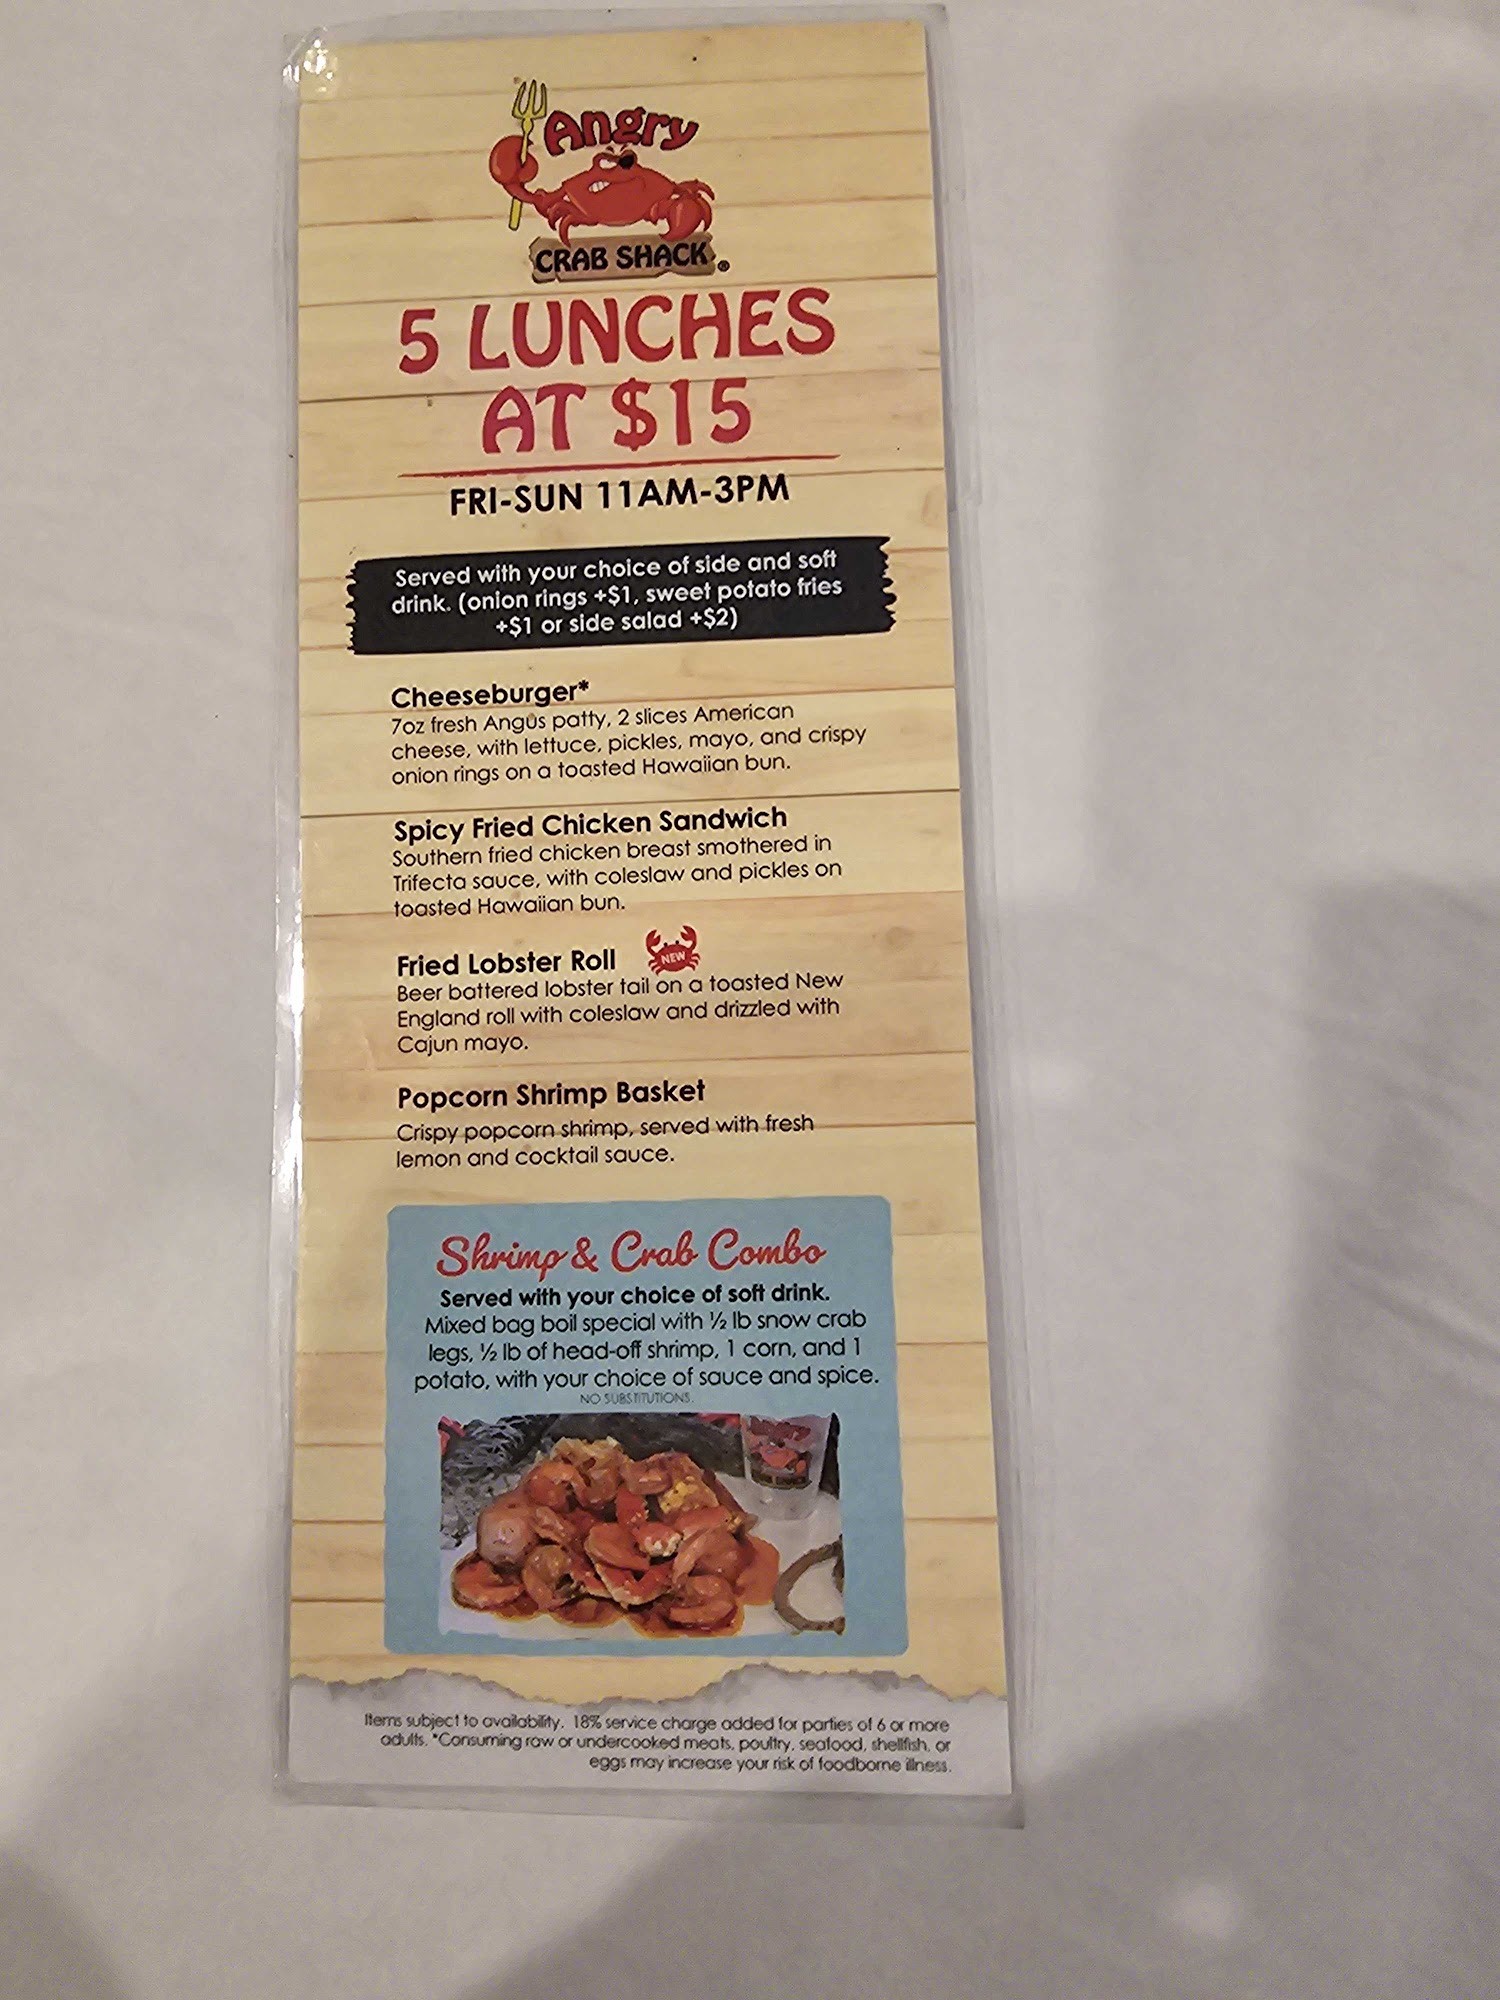 Angry
CRAB SHACK®
5 LUNCHES
AT $15
FRI-SUN 11AM-3PM
Served with your choice of side and soft
drink. (onion rings +$1, sweet potato fries
+$1 or side salad +$2)
Cheeseburger*
7oz fresh Angus patty, 2 slices American
cheese, with lettuce, pickles, mayo, and crispy
onion rings on a toasted Hawaiian bun.
Spicy Fried Chicken Sandwich
Southern fried chicken breast smothered in
Trifecta sauce, with coleslaw and pickles on
toasted Hawaiian bun.
Fried Lobster Roll NEW
Beer battered lobster tail on a toasted New
England roll with coleslaw and drizzled with
Cajun mayo.
Popcorn Shrimp Basket
Crispy popcorn shrimp, served with fresh
lemon and cocktail sauce.
Shrimp & Crab Combo
Served with your choice of soft drink.
Mixed bag boil special with ½ lb snow crab
legs, ½ lb of head-off shrimp, 1 corn, and 1
potato, with your choice of sauce and spice.
NO SUBSTITUTIONS.
Items subject to availability. 18% service charge added for parties of 6 or more
adults. *Consuming raw or undercooked meats, poultry, seafood, shellfish, or
eggs may increase your risk of foodborne illness.